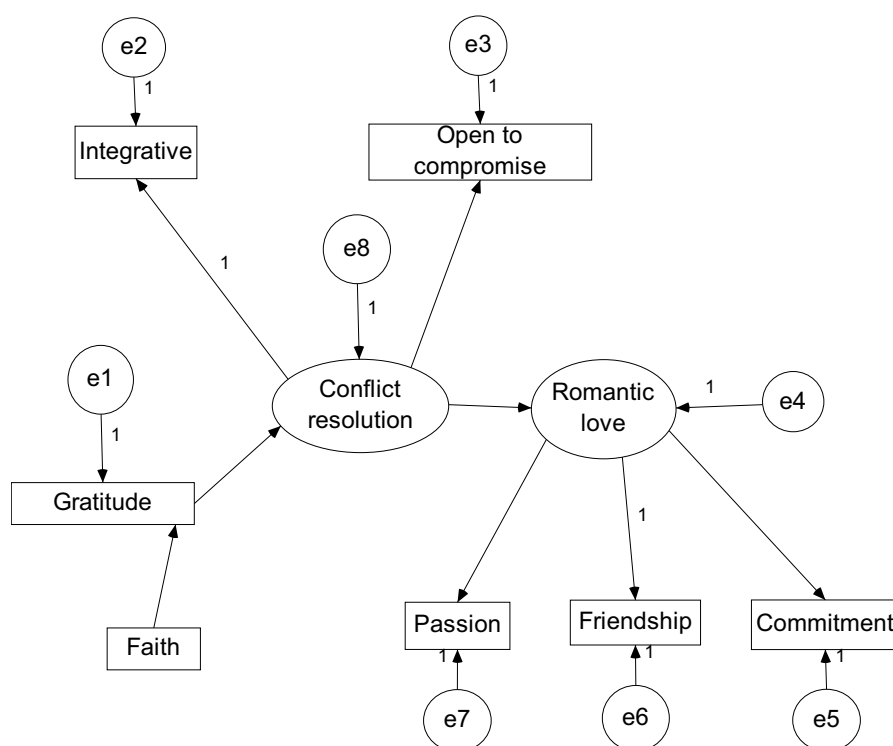 e2
e3
1
1
Integrative
Open to
compromise
e8
1
1
e1
Conflict
resolution
Romantic
love
1
e4
1
Gratitude
1
Passion
Friendship
Commitment
Faith
1
1
1
e7
e6
e5